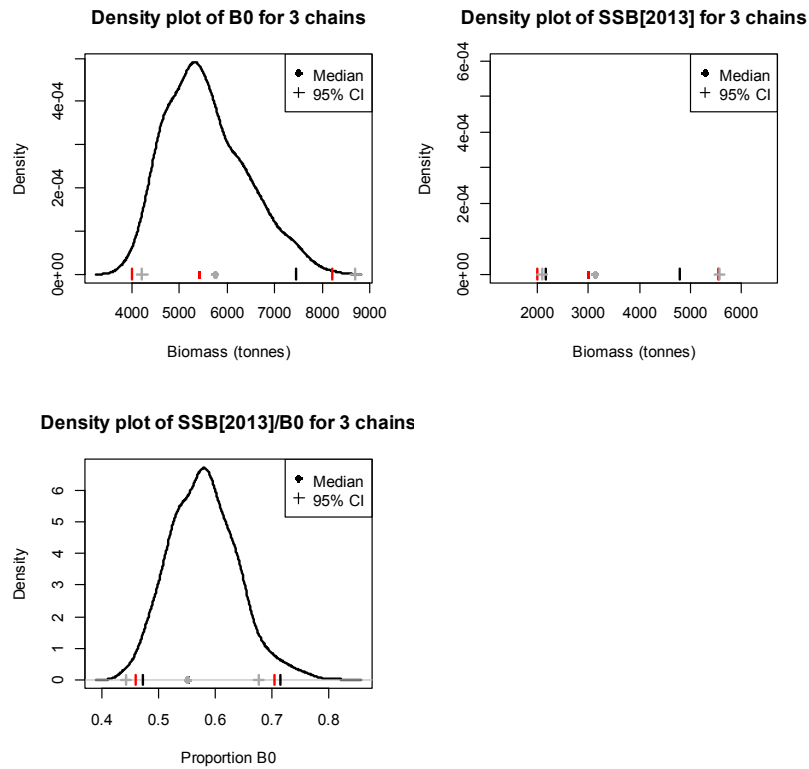 Density plot of B0 for 3 chains
Density
0e+00 2e-04 4e-04
Median
95% CI
4000 5000 6000 7000 8000 9000
Biomass (tonnes)
Density plot of SSB[2013] for 3 chains
Density
0e+00 2e-04 4e-04 6e-04
Median
95% CI
2000 3000 4000 5000 6000
Biomass (tonnes)
Density plot of SSB[2013]/B0 for 3 chains
Density
0 1 2 3 4 5 6
Median
95% CI
0.4 0.5 0.6 0.7 0.8
Proportion B0